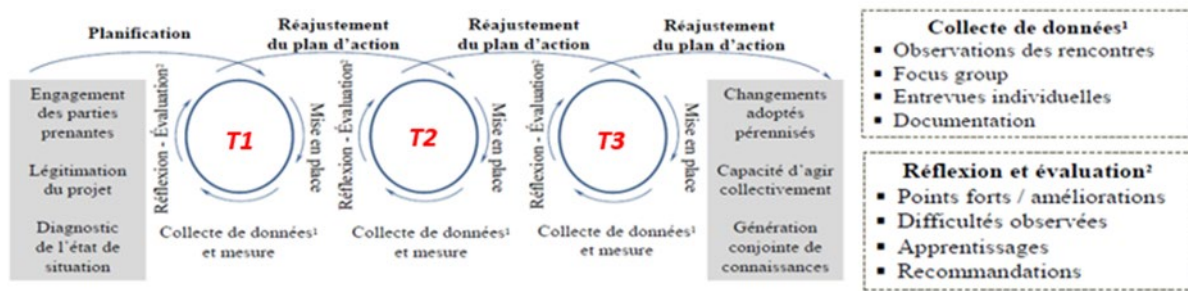 Planification
Réajustement
du plan d'action
Réajustement
du plan d'action
Réajustement
du plan d'action
Engagement
des parties
prenantes
Légitimation
du projet
Diagnostic
de l'état de
situation
Réflexion - Évaluation²
T1
Mise en place
Collecte de données¹
et mesure
Réflexion - Évaluation²
T2
Mise en place
Collecte de données¹
et mesure
Réflexion - Évaluation²
T3
Mise en place
Collecte de données¹
et mesure
Changements
adoptés
pérennisés
Capacité d'agir
collectivement
Génération
conjointe de
connaissances
Collecte de données¹
▪ Observations des rencontres
▪ Focus group
▪ Entrevues individuelles
▪ Documentation
Réflexion et évaluation²
▪ Points forts / améliorations
▪ Difficultés observées
▪ Apprentissages
▪ Recommandations